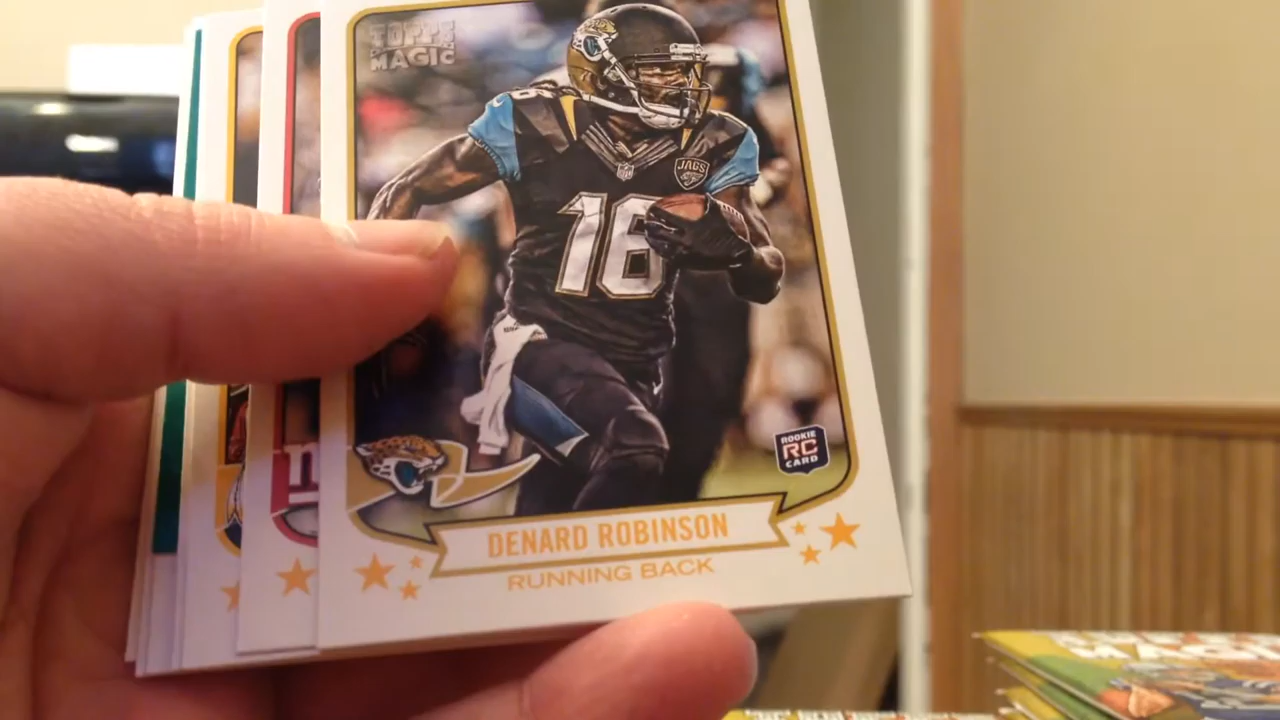 TOPPS
MAGIC
JAGS
16
ROOKIE
RC
CARD
DENARD ROBINSON
RUNNING BACK